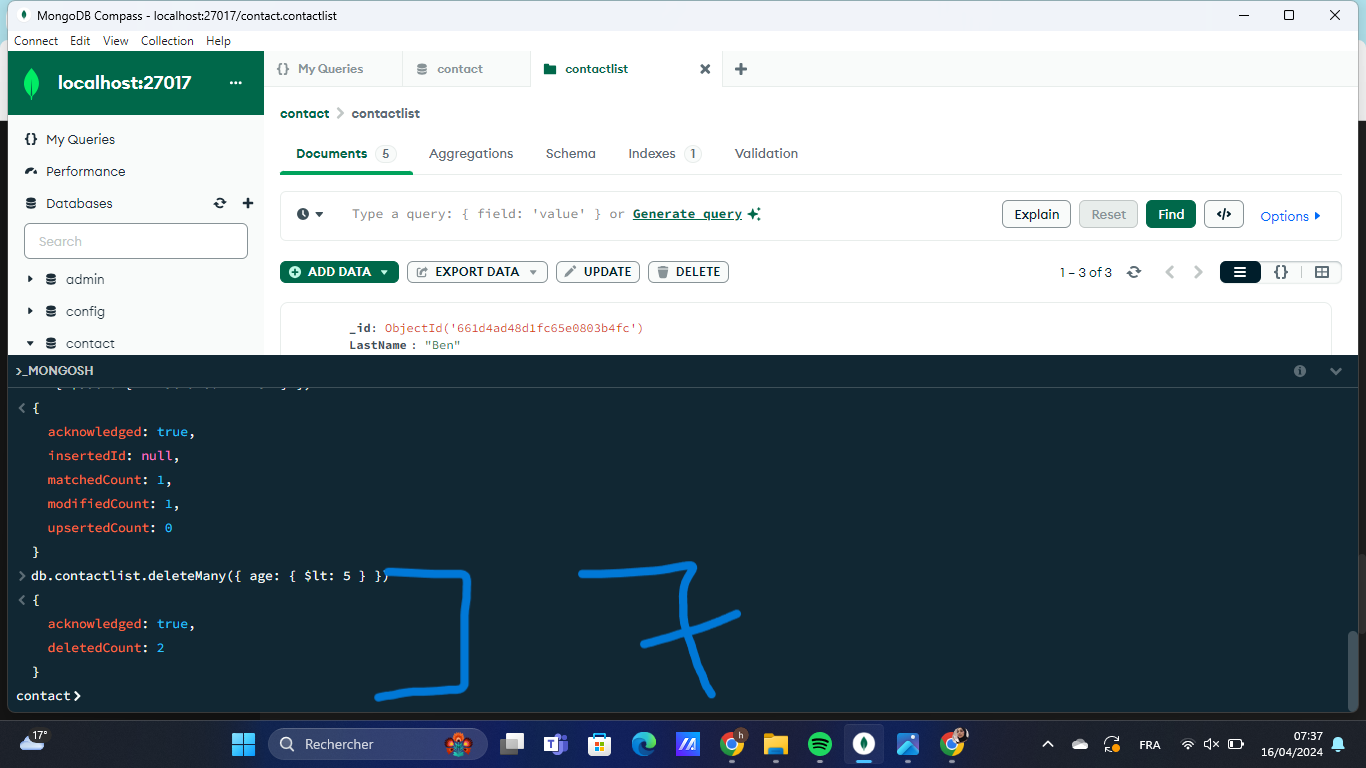 MongoDB Compass - localhost:27017/contact.contactlist
Connect Edit View Collection Help
localhost:27017 ...
{} My Queries contact contactlist
contact > contactlist
My Queries
Performance
Databases
Search
admin
config
contact
Documents 5 Aggregations Schema Indexes 1 Validation
Type a query: { field: 'value' } or Generate query
Explain Reset Find </> Options
ADD DATA EXPORT DATA UPDATE DELETE
1 – 3 of 3 {}
_id: ObjectId('661d4ad48d1fc65e0803b4fc')
LastName : "Ben"
>_MONGOSH
{
acknowledged: true,
insertedId: null,
matchedCount: 1,
modifiedCount: 1,
upsertedCount: 0
}
db.contactlist.deleteMany({ age: { $lt: 5 } })
{
acknowledged: true,
deletedCount: 2
}
contact>
] 7
17°
Rechercher
FRA
07:37
16/04/2024